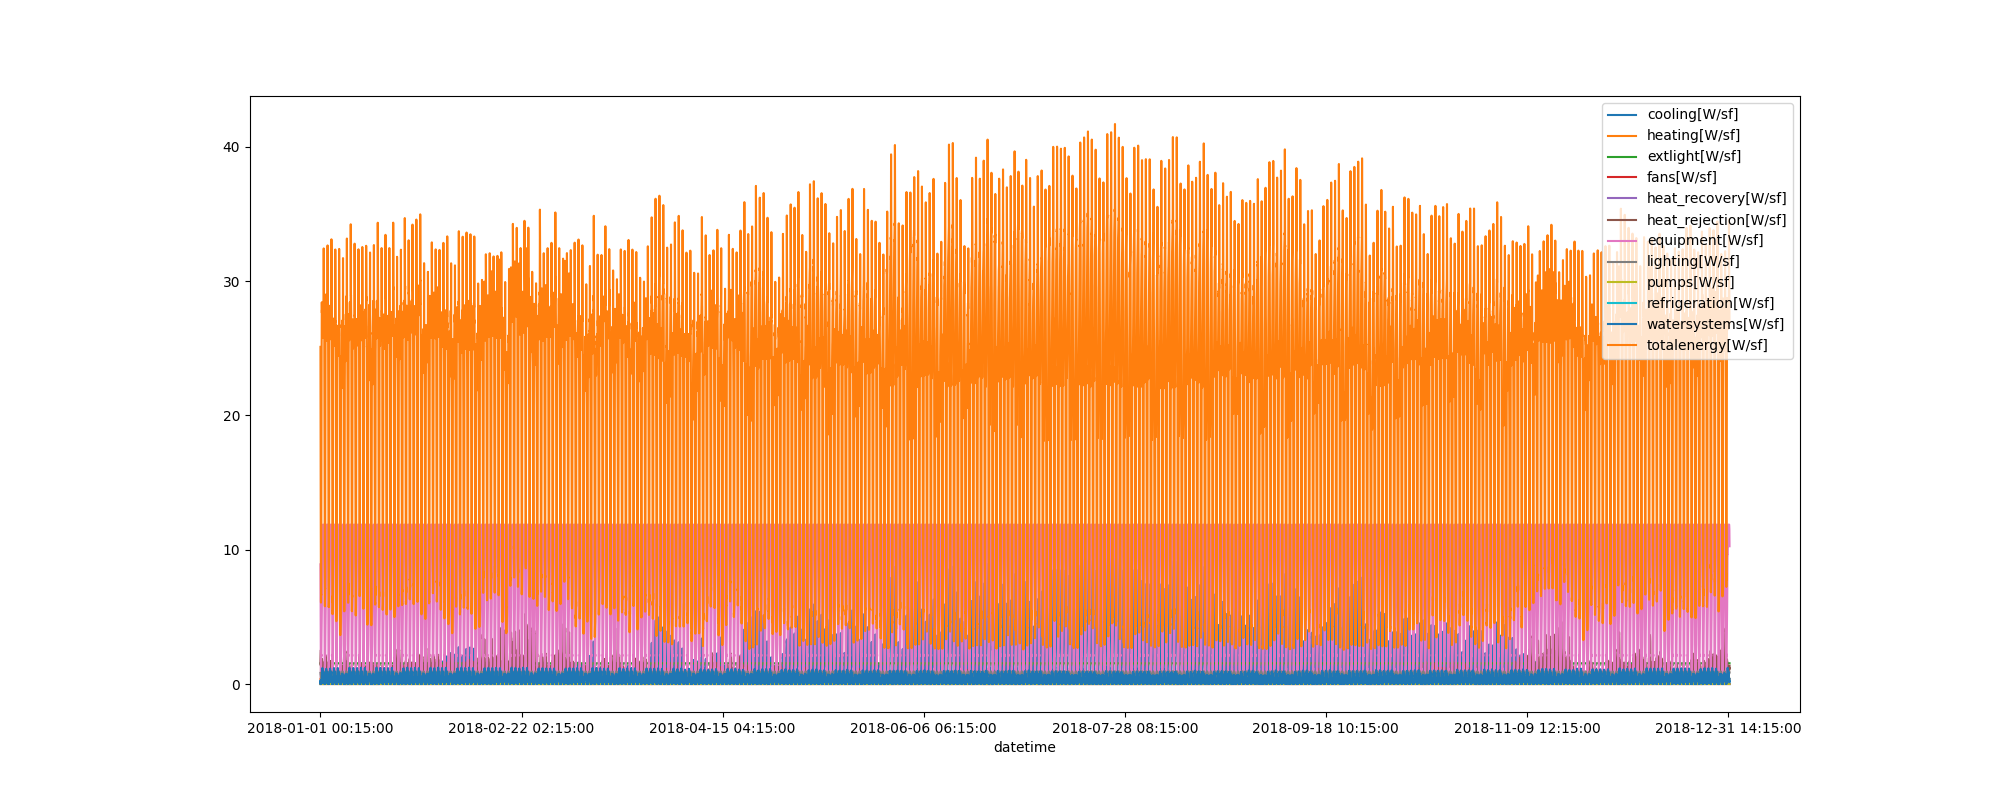 cooling[W/sf]
heating[W/sf]
extlight[W/sf]
fans[W/sf]
heat_recovery[W/sf]
heat_rejection[W/sf]
equipment[W/sf]
lighting[W/sf]
pumps[W/sf]
refrigeration[W/sf]
watersystems[W/sf]
totalenergy[W/sf]
40
30
20
10
0
2018-01-01 00:15:00 2018-02-22 02:15:00 2018-04-15 04:15:00 2018-06-06 06:15:00 2018-07-28 08:15:00 2018-09-18 10:15:00 2018-11-09 12:15:00 2018-12-31 14:15:00
datetime